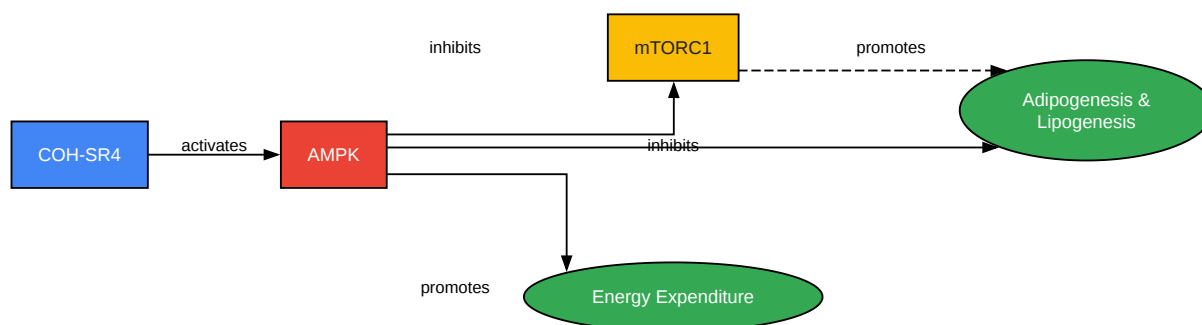 inhibits
mTORC1
promotes
Adipogenesis &
Lipogenesis
COH-SR4
activates
AMPK
inhibits
promotes
Energy Expenditure